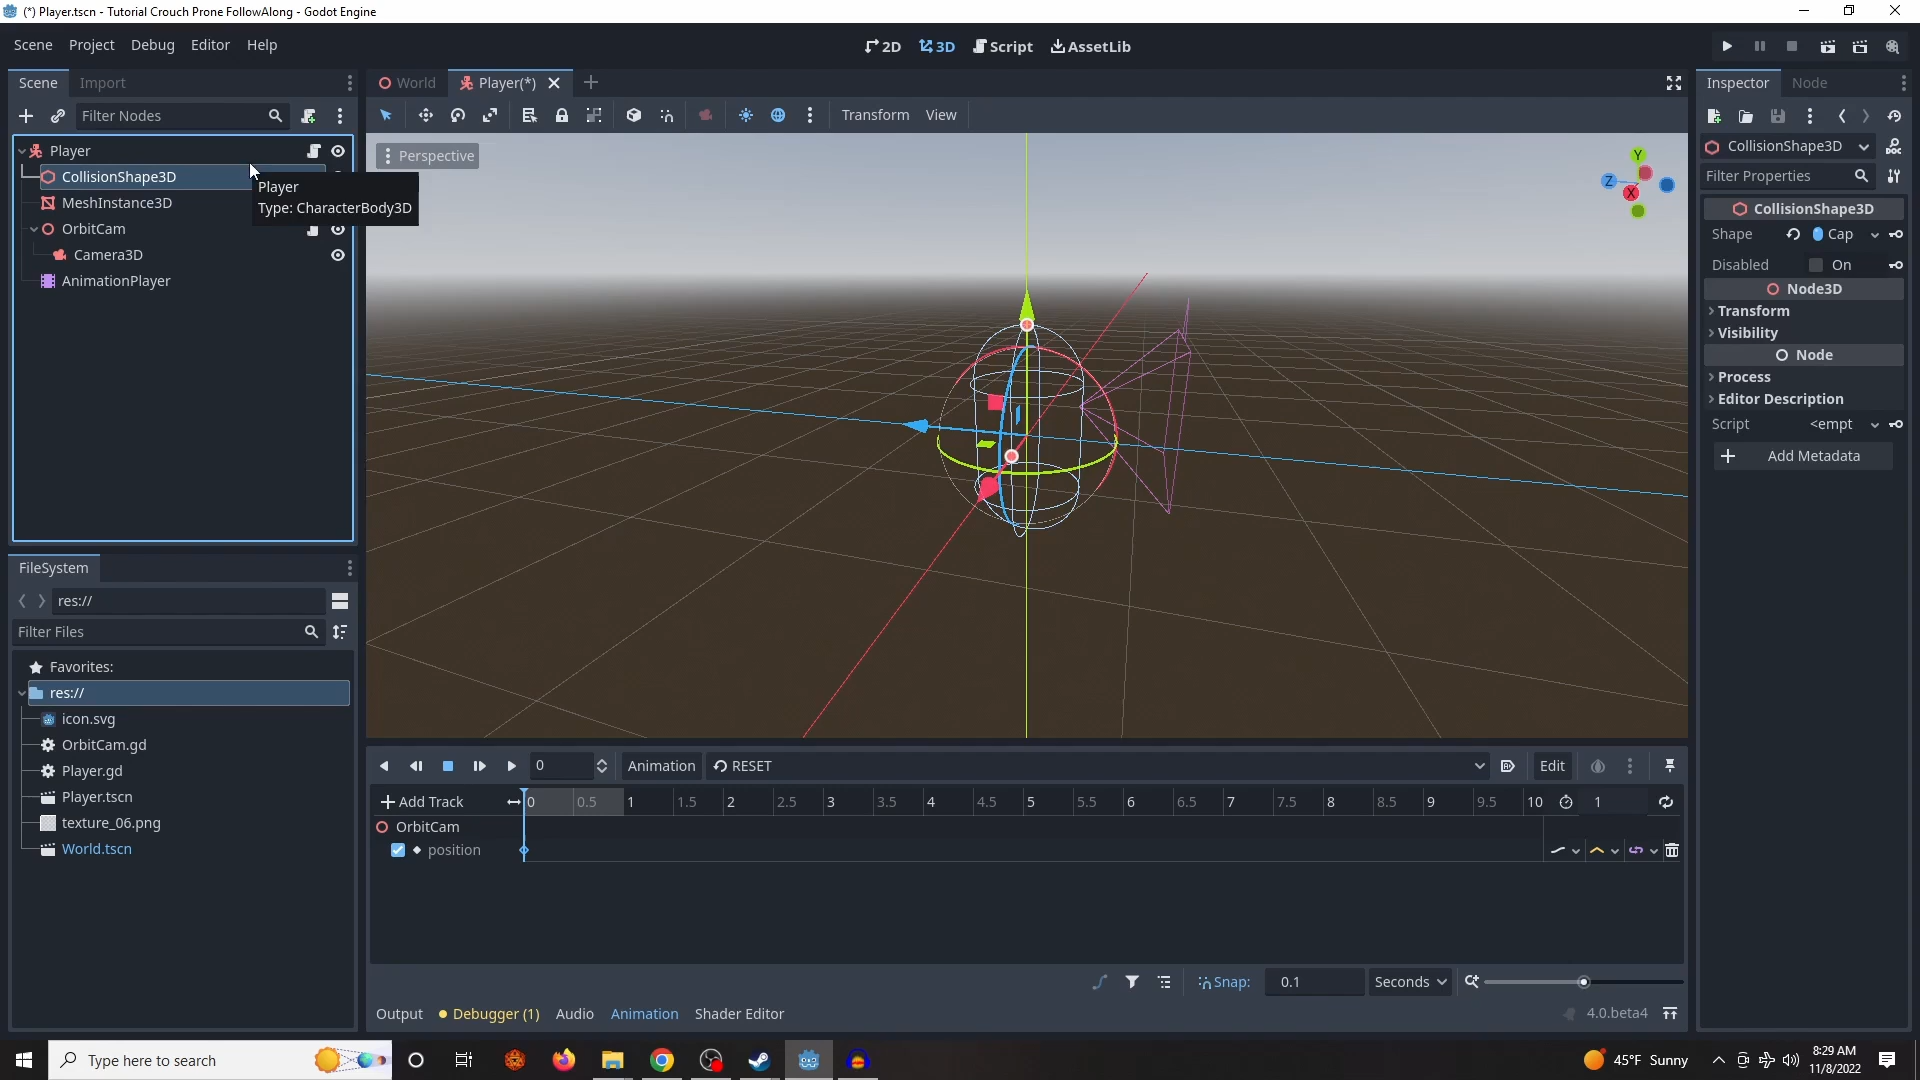 (*) Player.tscn - Tutorial Crouch Prone FollowAlong - Godot Engine
Scene Project Debug Editor Help
2D 3D Script AssetLib
Scene Import
World Player(*)
Inspector Node
Filter Nodes
Transform View
Player
Perspective
Y
Z
X
CollisionShape3D
CollisionShape3D
Filter Properties
Player
Type: CharacterBody3D
MeshInstance3D
OrbitCam
Camera3D
AnimationPlayer
CollisionShape3D
Shape Cap
Disabled On
Node3D
Transform
Visibility
Node
Process
Editor Description
Script <empt
Add Metadata
FileSystem
res://
Filter Files
Favorites:
res://
icon.svg
OrbitCam.gd
Player.gd
Player.tscn
texture_06.png
World.tscn
0 Animation RESET Edit
Add Track 0 0.5 1 1.5 2 2.5 3 3.5 4 4.5 5 5.5 6 6.5 7 7.5 8 8.5 9 9.5 10 1
OrbitCam
position
Snap: 0.1 Seconds
Output Debugger (1) Audio Animation Shader Editor 4.0.beta4
Type here to search
45°F Sunny
8:29 AM
11/8/2022